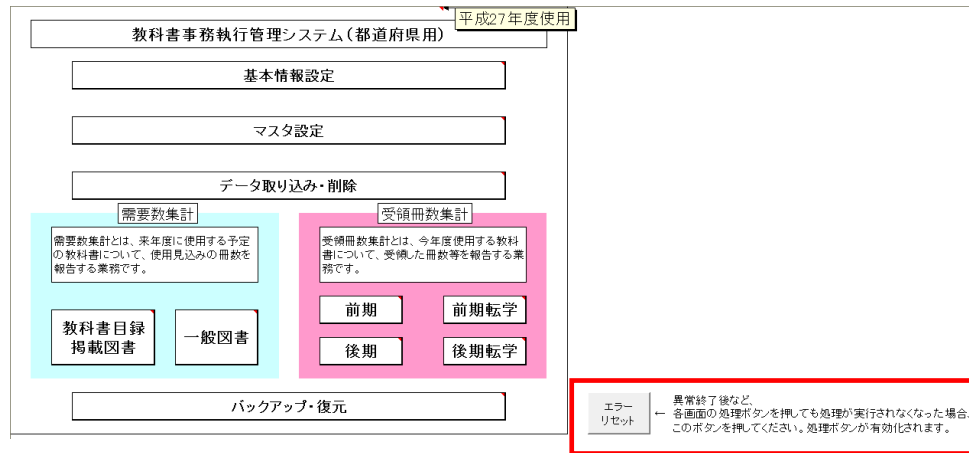 平成27年度使用
教科書事務執行管理システム(都道府県用)
基本情報設定
マスタ設定
データ取り込み・削除
需要数集計
需要数集計とは、来年度に使用する予定
の教科書について、使用見込みの冊数を
報告する業務です。
教科書目録
掲載図書
一般図書
受領冊数集計
受領冊数集計とは、今年度使用する教科
書について、受領した冊数等を報告する業
務です。
前期
前期転学
後期
後期転学
バックアップ・復元
エラー
リセット
← 異常終了後など、
各画面の処理ボタンを押しても処理が実行されなくなった場合、
このボタンを押してください。処理ボタンが有効化されます。